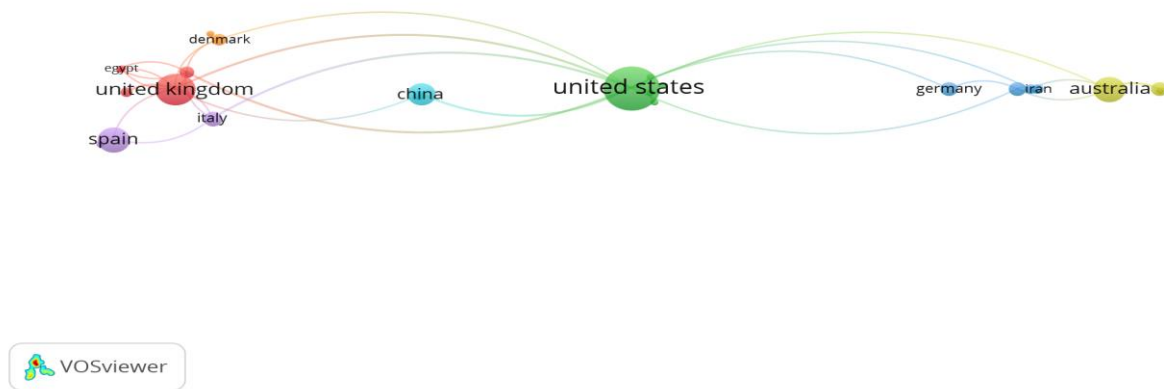 denmark
egypt
united kingdom
italy
spain
china
united states
germany
iran
australia
VOSviewer